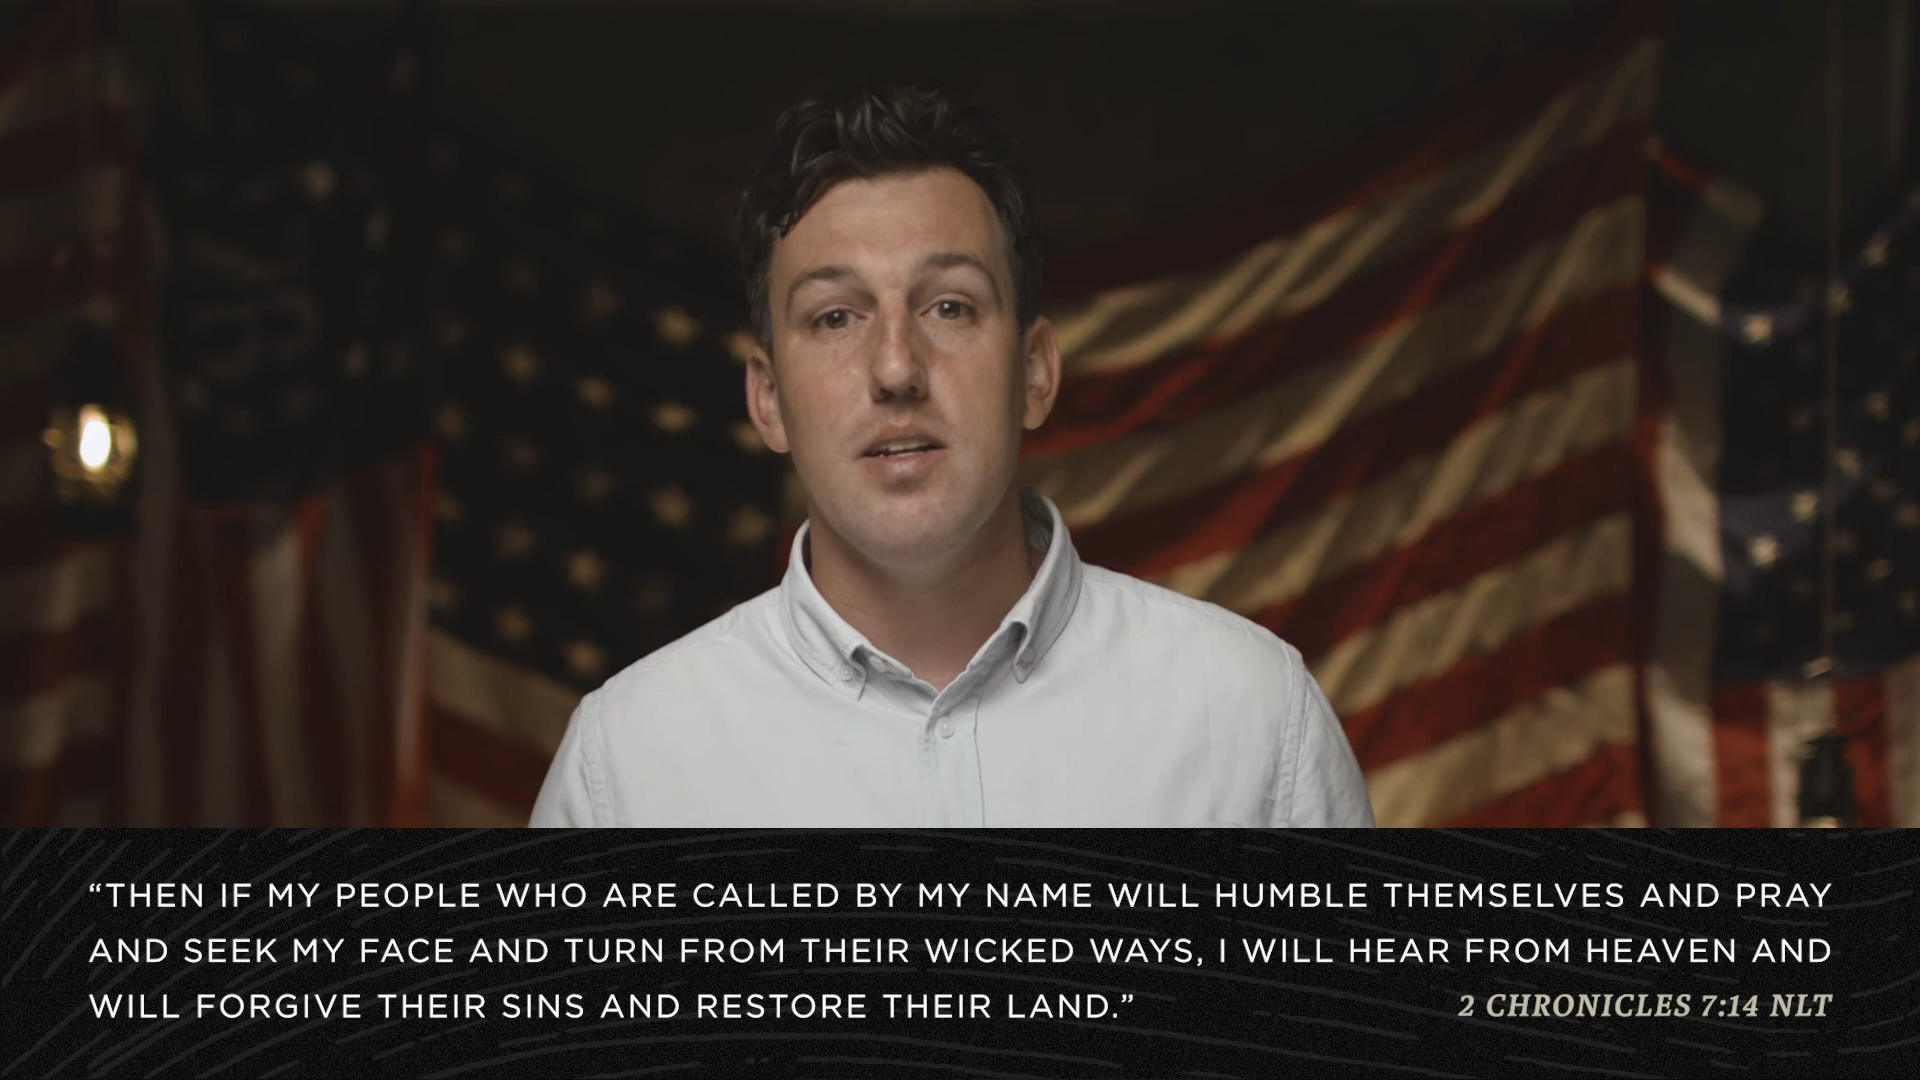 “THEN IF MY PEOPLE WHO ARE CALLED BY MY NAME WILL HUMBLE THEMSELVES AND PRAY
AND SEEK MY FACE AND TURN FROM THEIR WICKED WAYS, I WILL HEAR FROM HEAVEN AND
WILL FORGIVE THEIR SINS AND RESTORE THEIR LAND.”
2 CHRONICLES 7:14 NLT